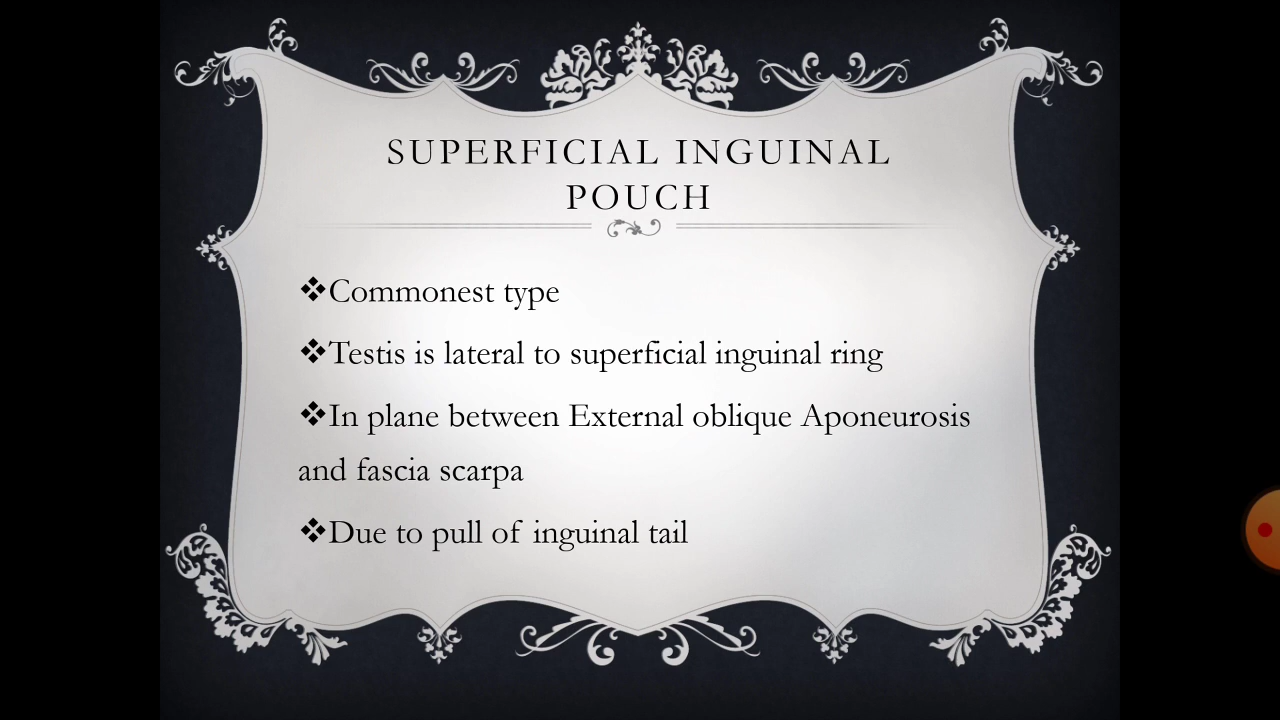 SUPERFICIAL INGUINAL
POUCH
❖Commonest type
❖Testis is lateral to superficial inguinal ring
❖In plane between External oblique Aponeurosis
and fascia scarpa
❖Due to pull of inguinal tail